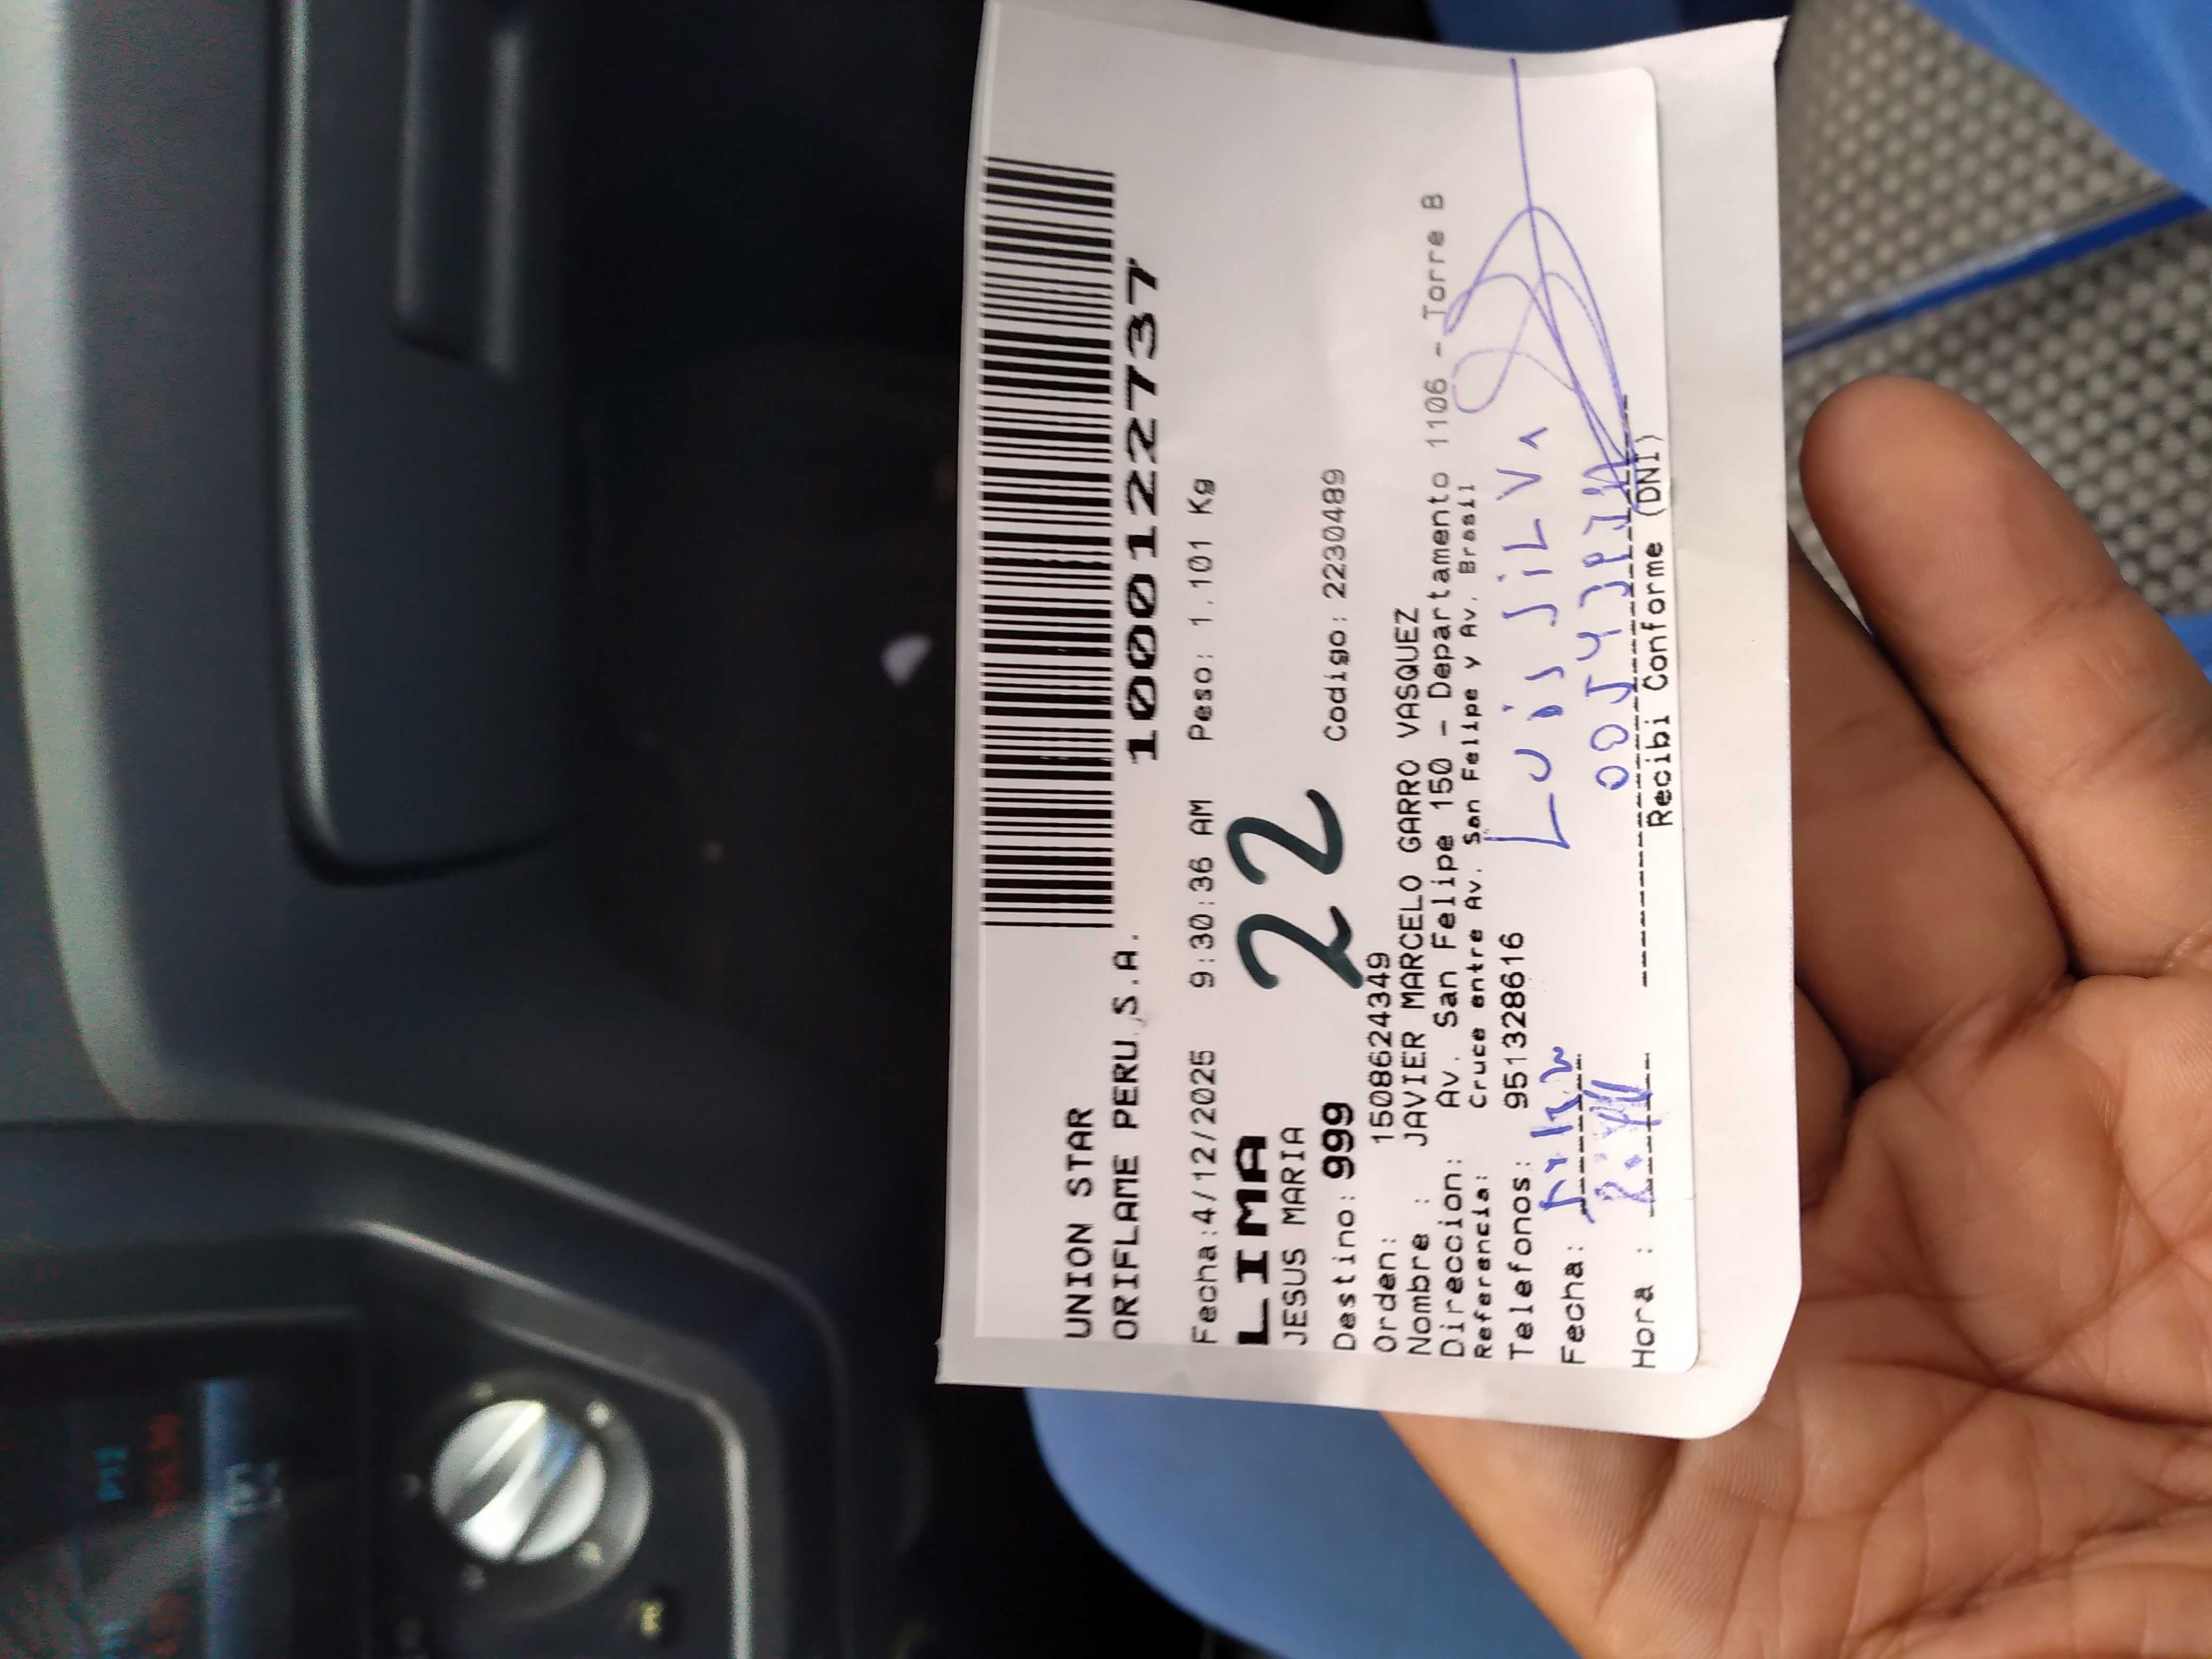 UNION STAR
ORIFLAME PERU S.A.
1000122737
Fecha:4/12/2025 9:30:36 AM Peso: 1.101 Kg
LIMA
JESUS MARIA
22
Destino: 999 Codigo: 2230489
Orden: 1508624349
Nombre : JAVIER MARCELO GARRO VASQUEZ
Direccion: Av. San Felipe 150 - Departamento 1106 - Torre B
Referencia: Cruce entre Av. San Felipe y Av. Brasil
Telefonos: 951328616
Luis SiLVA
Fecha:
Hora :
Recibi Conforme (DNI)